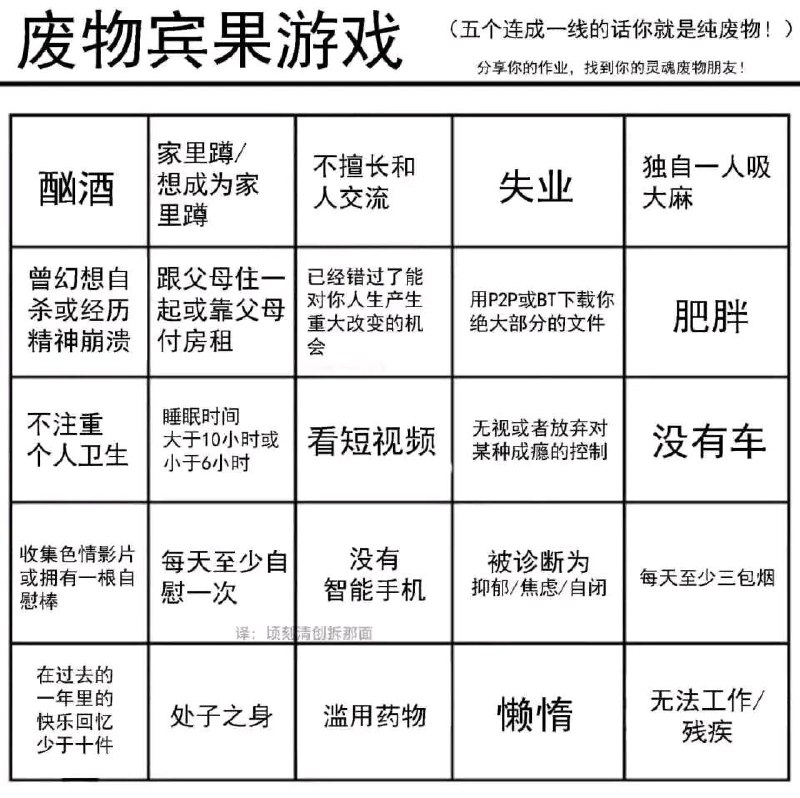 废物宾果游戏
（五个连成一线的话你就是纯废物！）
分享你的作业，找到你的灵魂废物朋友！
酗酒
家里蹲/
想成为家
里蹲
不擅长和
人交流
失业
独自一人吸
大麻
曾幻想自
杀或经历
精神崩溃
跟父母住一
起或靠父母
付房租
已经错过了能
对你人生产生
重大改变的机
会
用P2P或BT下载你
绝大部分的文件
肥胖
不注重
个人卫生
睡眠时间
大于10小时或
小于6小时
看短视频
无视或者放弃对
某种成瘾的控制
没有车
收集色情影片
或拥有一根自
慰棒
每天至少自
慰一次
没有
智能手机
被诊断为
抑郁/焦虑/自闭
每天至少三包烟
译：顷刻清创拆那面
在过去的
一年里的
快乐回忆
少于十件
处子之身
滥用药物
懒惰
无法工作/
残疾